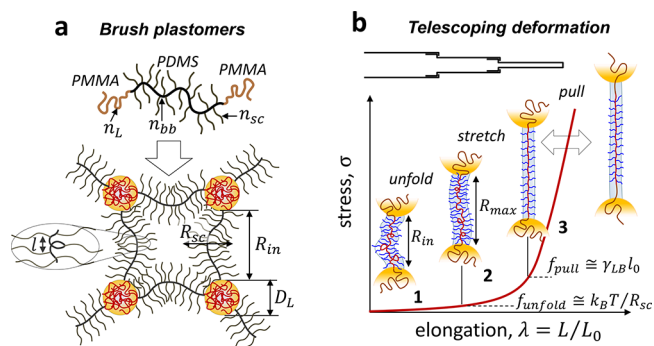 a Brush plastomers
PMMA PDMS PMMA
n_L n_bb n_sc
l
R_sc
R_in
D_L
b Telescoping deformation
pull
stretch
unfold
R_max
R_in
1
2
3
f_pull ≅ γ_LB l_0
f_unfold ≅ k_B T/R_sc
stress, σ
elongation, λ = L/L_0